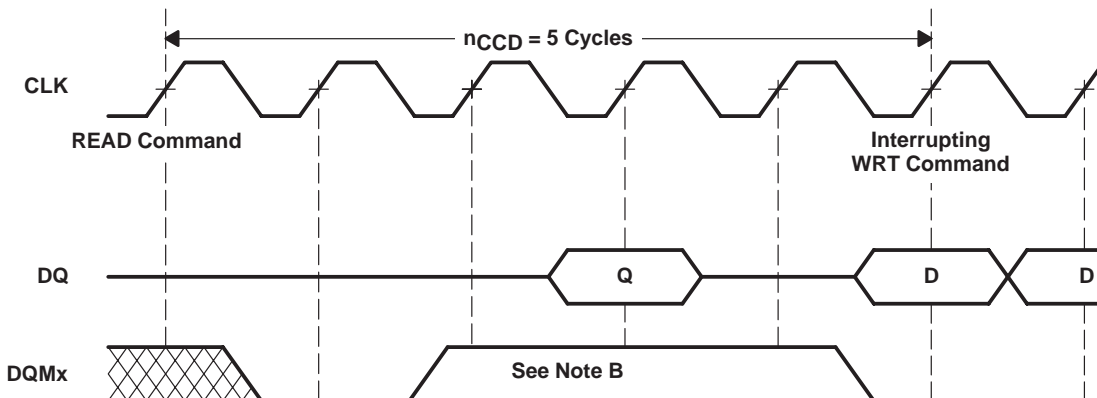 nCCD = 5 Cycles
CLK
READ Command
Interrupting
WRT Command
DQ
Q
D
D
DQMx
See Note B